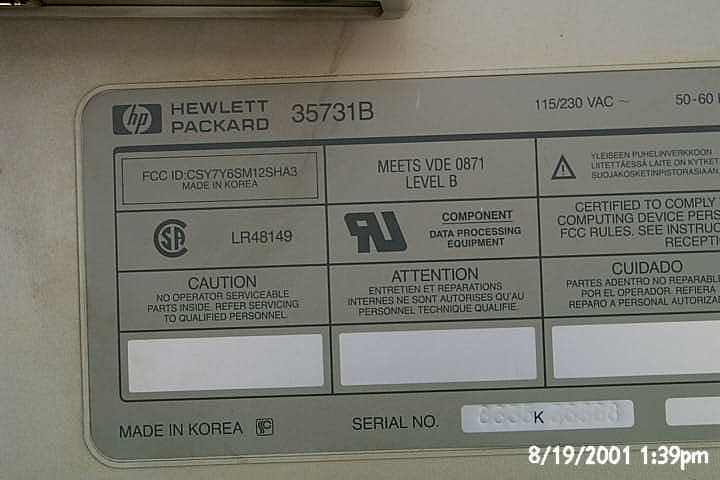 hp HEWLETT PACKARD 35731B 115/230 VAC ~ 50-60
FCC ID:CSY7Y6SM12SHA3
MADE IN KOREA
MEETS VDE 0871
LEVEL B
YLEISEEN PUHELINVERKKOON
LIITETTÄESSÄ LAITE ON KYTKET
SUOJAKOSKETINPISTORASIAAN.
LR48149
COMPONENT
DATA PROCESSING
EQUIPMENT
CERTIFIED TO COMPLY
COMPUTING DEVICE PERS
FCC RULES. SEE INSTRUC
RECEPTI
CAUTION
NO OPERATOR SERVICEABLE
PARTS INSIDE. REFER SERVICING
TO QUALIFIED PERSONNEL
ATTENTION
ENTRETIEN ET REPARATIONS
INTERNES NE SONT AUTORISES QU'AU
PERSONNEL TECHNIQUE QUALIFIE.
CUIDADO
PARTES ADENTRO NO REPARABLE
POR EL OPERADOR. REFIERA
REPARO A PERSONAL AUTORIZA
MADE IN KOREA
SERIAL NO. K
8/19/2001 1:39pm